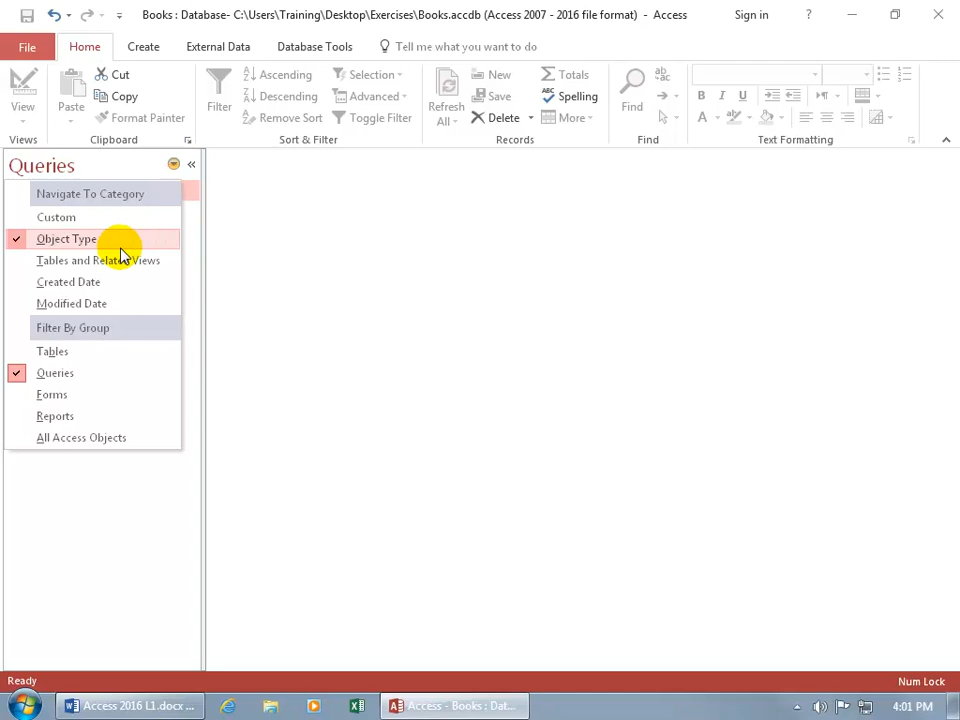 Books : Database- C:\Users\Training\Desktop\Exercises\Books.accdb (Access 2007 - 2016 file format) - Access
Sign in
?
File
Home
Create
External Data
Database Tools
Tell me what you want to do
View
Views
Paste
Cut
Copy
Format Painter
Clipboard
Filter
Ascending
Descending
Remove Sort
Selection
Advanced
Toggle Filter
Sort & Filter
Refresh
All
New
Save
Delete
Totals
Spelling
More
Records
Find
Find
B I U
A
Text Formatting
Queries
«
Navigate To Category
Custom
Object Type
Tables and Related Views
Created Date
Modified Date
Filter By Group
Tables
Queries
Forms
Reports
All Access Objects
Ready
Num Lock
Access 2016 L1.docx ...
Access - Books : Dat...
4:01 PM